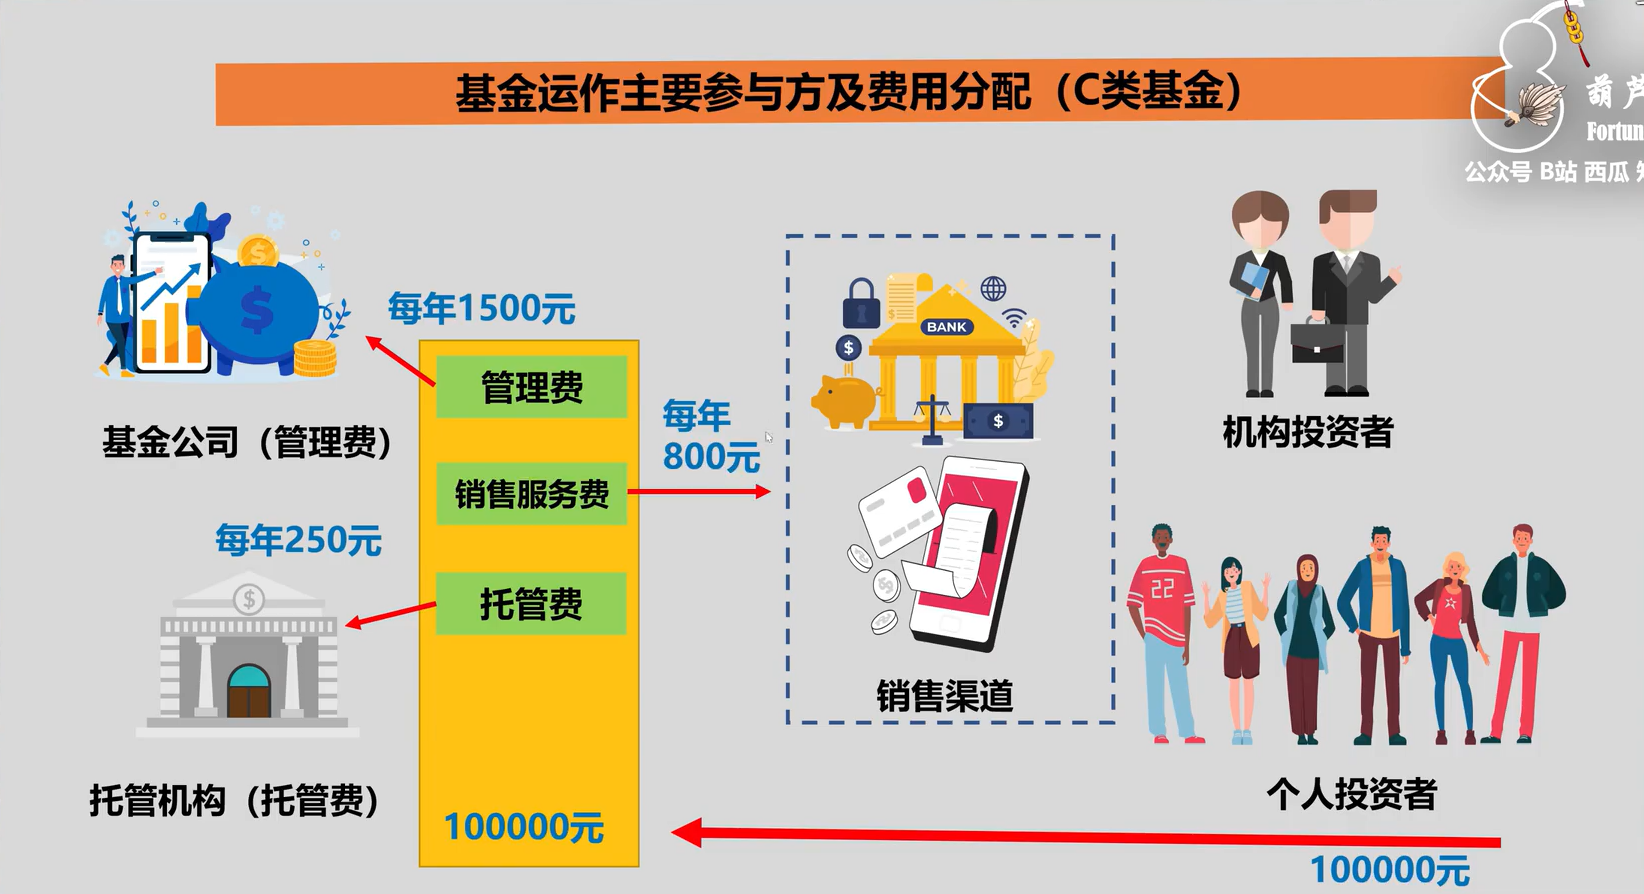 基金运作主要参与方及费用分配（C类基金）
葫芦
Fortun
公众号 B站 西瓜
每年1500元
管理费
基金公司（管理费）
每年
800元
销售服务费
BANK
机构投资者
每年250元
托管费
22
销售渠道
托管机构（托管费）
个人投资者
100000元
100000元